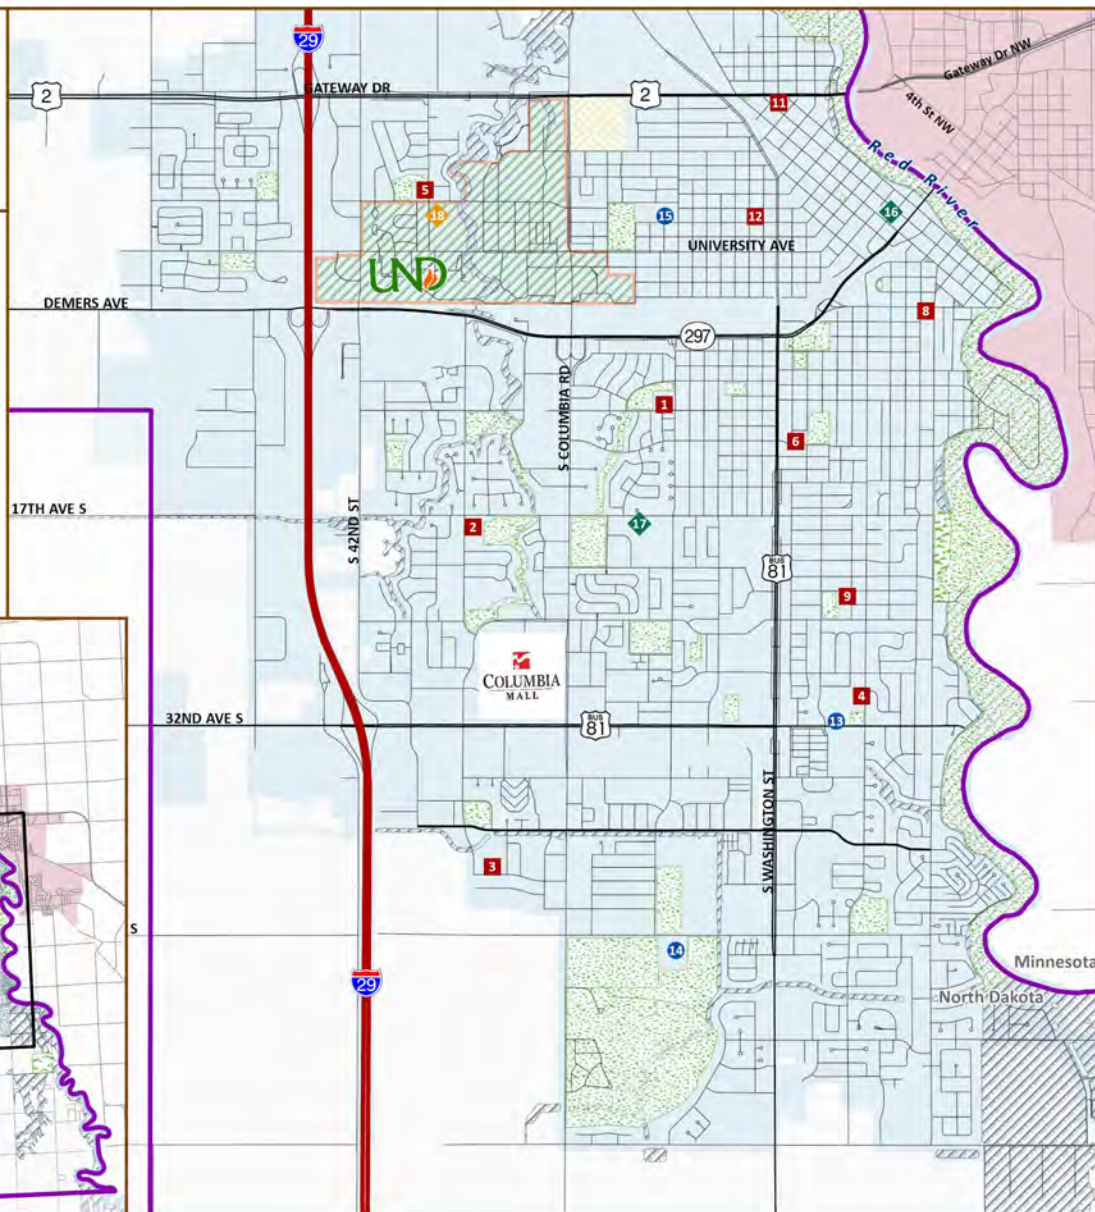 29
Gateway Dr NW
2
GATEWAY DR
2
11
4th St NW
Red River
5
18
15
12
16
UNIVERSITY AVE
UND
DEMERS AVE
8
297
S COLUMBIA RD
1
6
17TH AVE S
S 42ND ST
2
17
BUS
81
9
COLUMBIA
MALL
4
32ND AVE S
BUS
81
13
S WASHINGTON ST
3
S
14
Minnesota
29
North Dakota